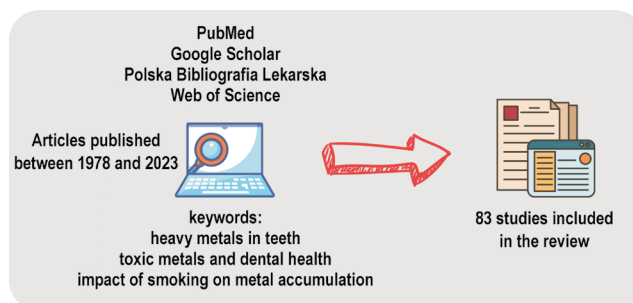 PubMed
Google Scholar
Polska Bibliografia Lekarska
Web of Science
Articles published
between 1978 and 2023
keywords:
heavy metals in teeth
toxic metals and dental health
impact of smoking on metal accumulation
83 studies included
in the review